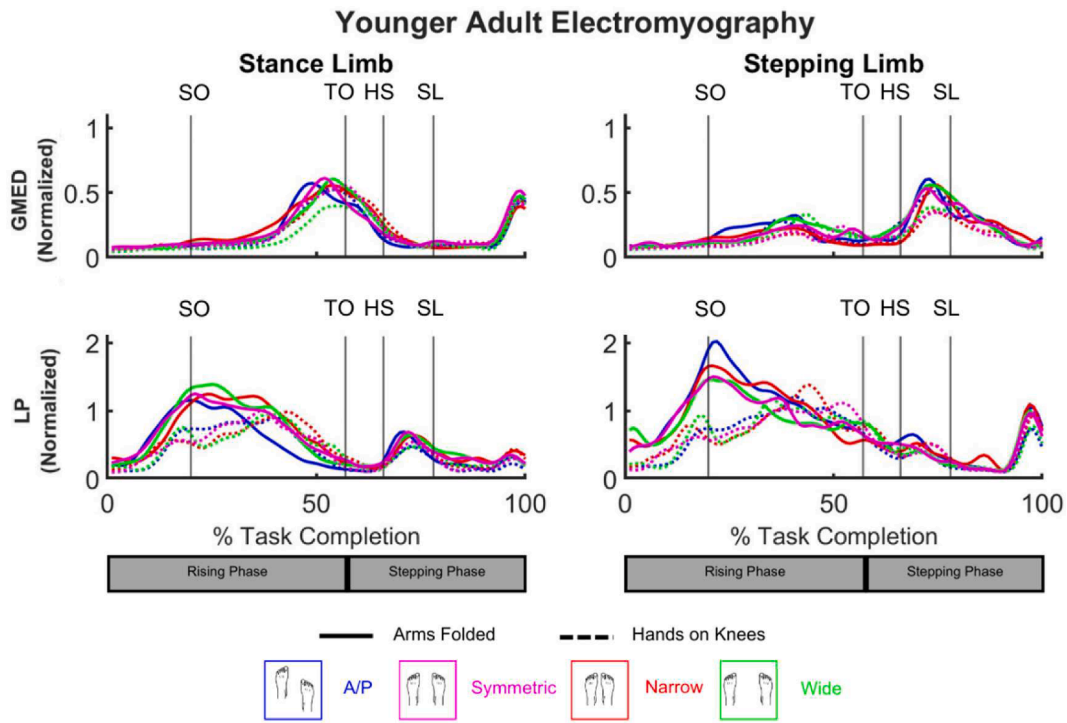 Younger Adult Electromyography
Stance Limb
Stepping Limb
SO TO HS SL
SO TO HS SL
GMED
(Normalized)
1
0.5
0
1
0.5
0
SO TO HS SL
SO TO HS SL
LP
(Normalized)
2
1
0
2
1
0
0 50 100
0 50 100
% Task Completion
% Task Completion
Rising Phase Stepping Phase
Rising Phase Stepping Phase
Arms Folded Hands on Knees
A/P Symmetric Narrow Wide